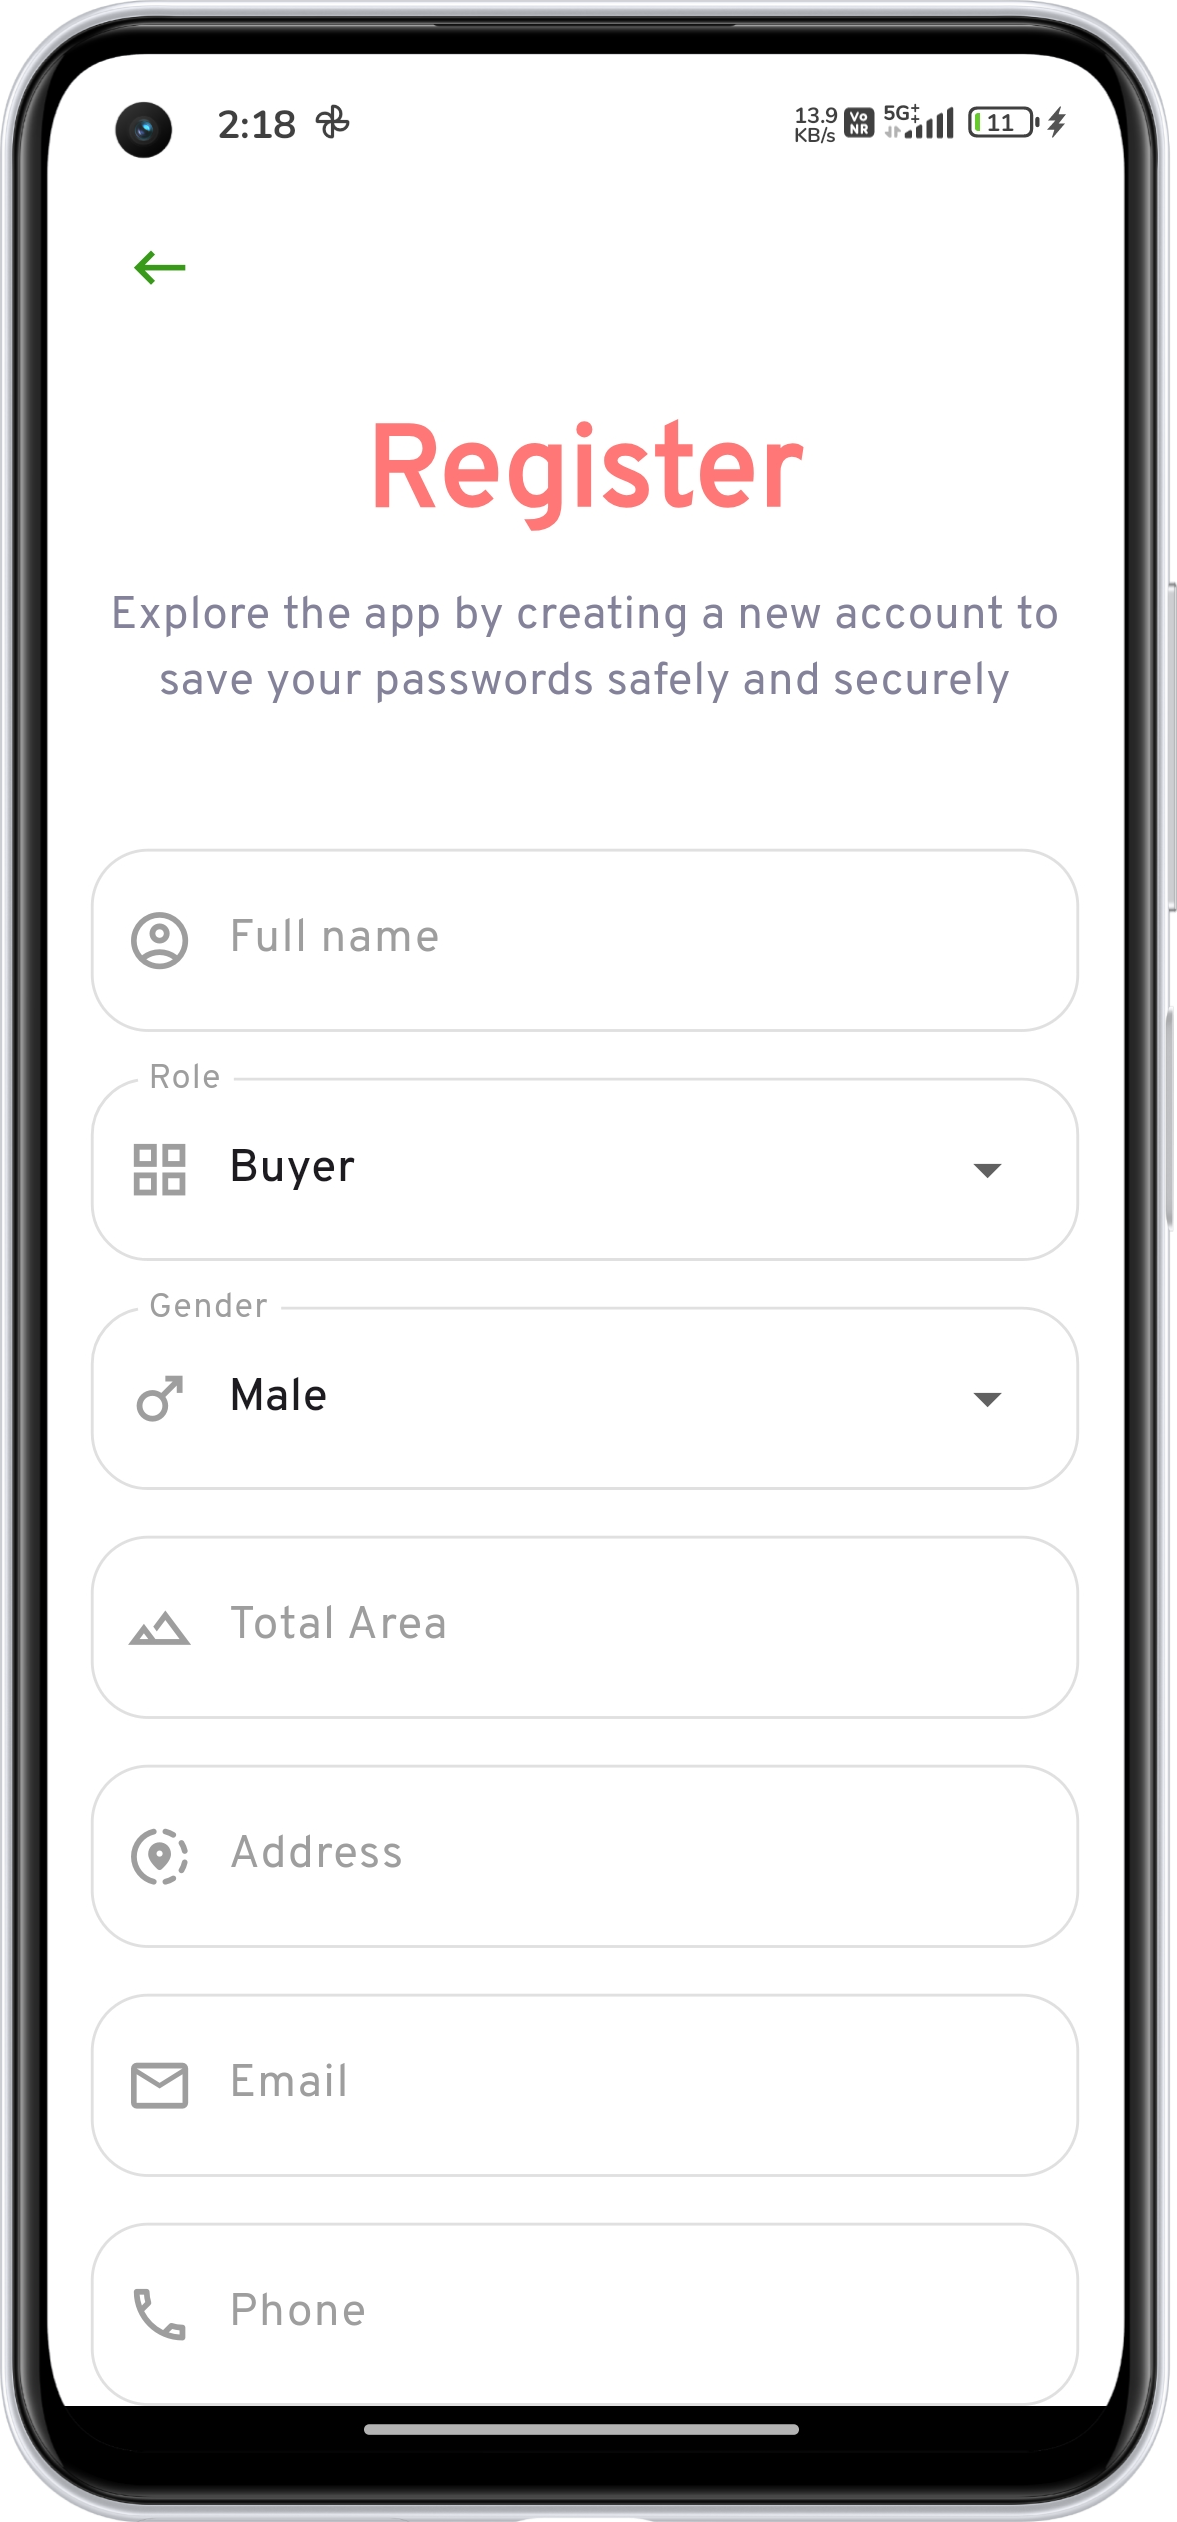 2:18
13.9
KB/s
Vo
NR
5G‡
11
Register
Explore the app by creating a new account to
save your passwords safely and securely
Full name
Role
Buyer
Gender
Male
Total Area
Address
Email
Phone